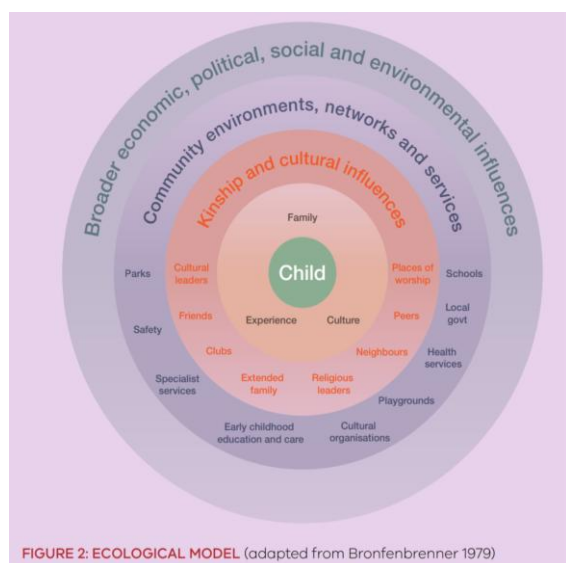 Broader economic, political, social and environmental influences
Community environments, networks and services
Kinship and cultural influences
Family
Child
Experience
Culture
Cultural
leaders
Friends
Clubs
Extended
family
Religious
leaders
Neighbours
Peers
Places of
worship
Parks
Safety
Specialist
services
Early childhood
education and care
Cultural
organisations
Playgrounds
Health
services
Local
govt
Schools
FIGURE 2: ECOLOGICAL MODEL (adapted from Bronfenbrenner 1979)